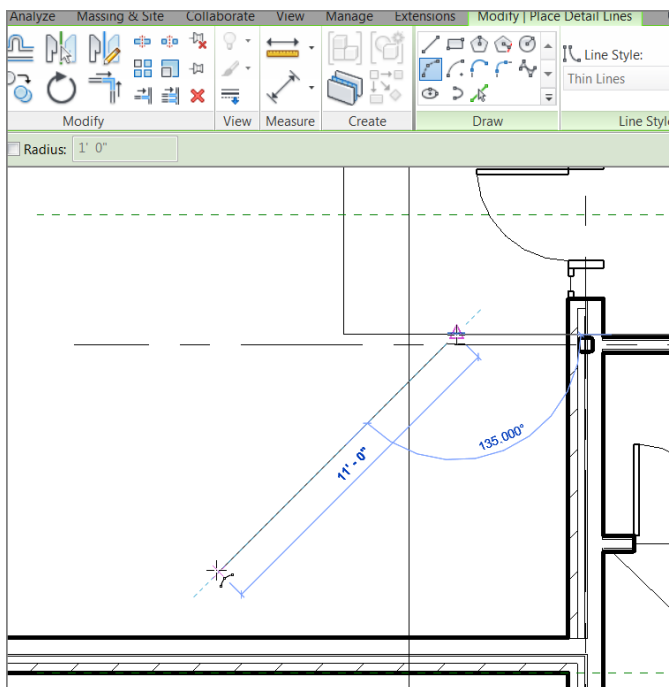 Analyze Massing & Site Collaborate View Manage Extensions Modify | Place Detail Lines
Line Style:
Thin Lines
Modify View Measure Create Draw Line Style
Radius: 1' 0"
135.000°
11' - 0"